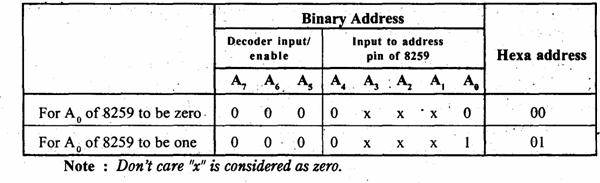 Binary Address
Decoder input/ enable
Input to address pin of 8259
Hexa address
A7 A6 A5 A4 A3 A2 A1 A0
For A0 of 8259 to be zero 0 0 0 0 x x x 0 00
For A0 of 8259 to be one 0 0 0 0 x x x 1 01
Note : Don't care "x" is considered as zero.